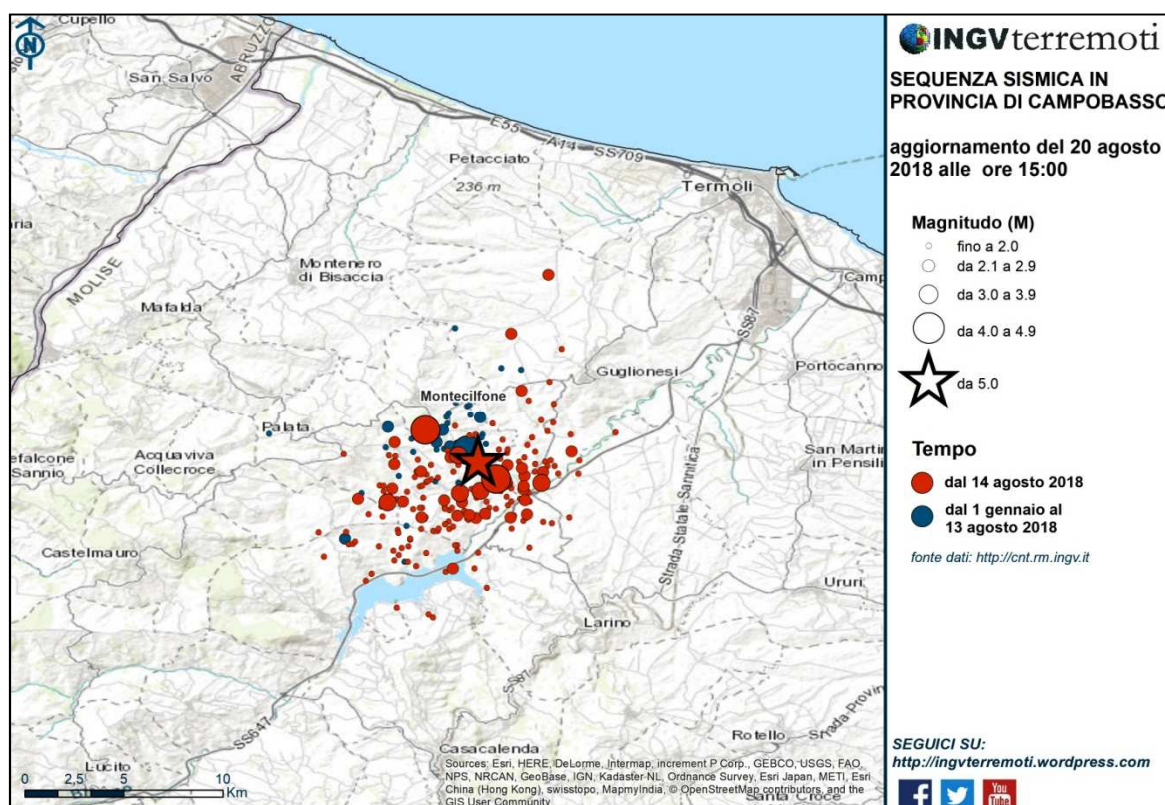 Cupello
N
San Salvo
ABRUZZO
MOLISE
E55
A14
SS709
Petacciato
236 m
Termoli
Montenero
di Bisaccia
Mafalda
Camp
SS87
Guglionesi
Portocanno
Montecilfone
Palata
Acquaviva
Collecroce
efalcone
Sannio
San Martin
in Pensili
Strada Statale Sannitica
Castelmauro
Ururi
Larino
SS87
SS647
Rotello
Strada Provin
Casacalenda
Lucito
0 2,5 5 10
Km
Sources: Esri, HERE, DeLorme, Intermap, increment P Corp., GEBCO, USGS, FAO,
NPS, NRCAN, GeoBase, IGN, Kadaster NL, Ordnance Survey, Esri Japan, METI, Esri
China (Hong Kong), swisstopo, MapmyIndia, © OpenStreetMap contributors, and the
GIS User Community
Santa Croce
INGVterremoti
SEQUENZA SISMICA IN
PROVINCIA DI CAMPOBASSO
aggiornamento del 20 agosto
2018 alle ore 15:00
Magnitudo (M)
fino a 2.0
da 2.1 a 2.9
da 3.0 a 3.9
da 4.0 a 4.9
da 5.0
Tempo
dal 14 agosto 2018
dal 1 gennaio al
13 agosto 2018
fonte dati: http://cnt.rm.ingv.it
SEGUICI SU:
http://ingvterremoti.wordpress.com
You
Tube